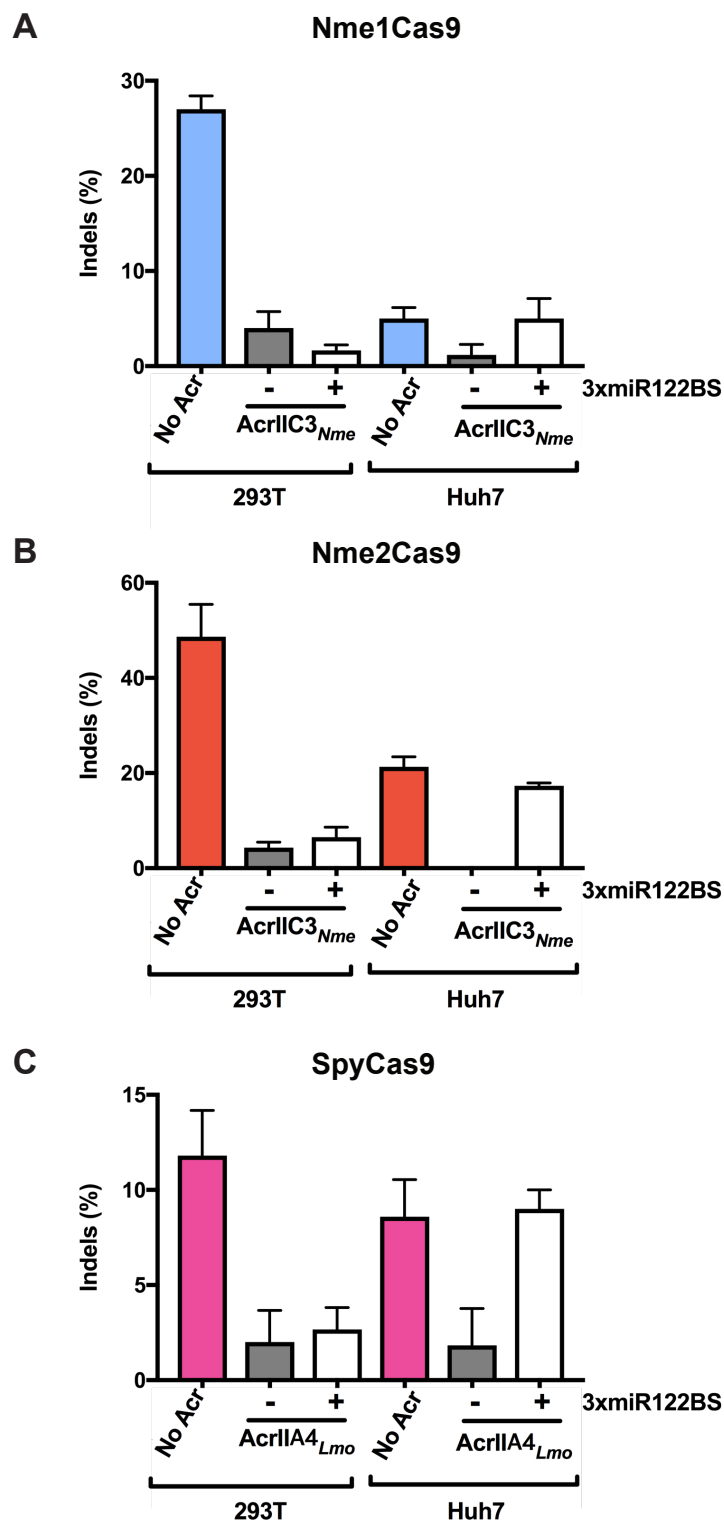 A
Nme1Cas9
30
20
10
0
Indels (%)
No Acr
-
+
No Acr
-
+
3xmiR122BS
AcrIIC3Nme
AcrIIC3Nme
293T
Huh7
B
Nme2Cas9
60
40
20
0
Indels (%)
No Acr
-
+
No Acr
-
+
3xmiR122BS
AcrIIC3Nme
AcrIIC3Nme
293T
Huh7
C
SpyCas9
15
10
5
0
Indels (%)
No Acr
-
+
No Acr
-
+
3xmiR122BS
AcrIIA4Lmo
AcrIIA4Lmo
293T
Huh7